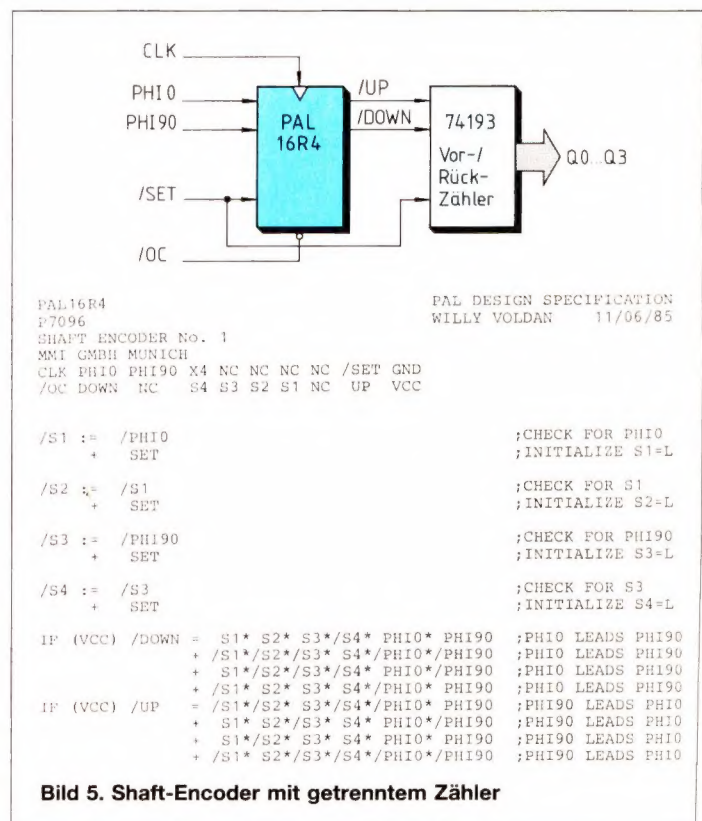 CLK
PHI0
PHI90
/SET
/OC
PAL
16R4
/UP
/DOWN
74193
Vor-/
Rück-
Zähler
Q0...Q3
PAL16R4 PAL DESIGN SPECIFICATION
P7096 WILLY VOLDAN 11/06/85
SHAFT ENCODER No. 1
MMI GMBH MUNICH
CLK PHI0 PHI90 X4 NC NC NC NC /SET GND
/OC DOWN NC S4 S3 S2 S1 NC UP VCC
/S1 := /PHI0 ;CHECK FOR PHI0
+ SET ;INITIALIZE S1=L
/S2 := /S1 ;CHECK FOR S1
+ SET ;INITIALIZE S2=L
/S3 := /PHI90 ;CHECK FOR PHI90
+ SET ;INITIALIZE S3=L
/S4 := /S3 ;CHECK FOR S3
+ SET ;INITIALIZE S4=L
IF (VCC) /DOWN = S1* S2* S3*/S4* PHI0* PHI90 ;PHI0 LEADS PHI90
+ /S1*/S2*/S3* S4*/PHI0*/PHI90 ;PHI0 LEADS PHI90
+ S1*/S2*/S3*/S4* PHI0*/PHI90 ;PHI0 LEADS PHI90
+ /S1* S2* S3* S4*/PHI0* PHI90 ;PHI0 LEADS PHI90
IF (VCC) /UP = /S1*/S2* S3*/S4*/PHI0* PHI90 ;PHI90 LEADS PHI0
+ S1* S2*/S3* S4* PHI0*/PHI90 ;PHI90 LEADS PHI0
+ S1*/S2* S3* S4* PHI0* PHI90 ;PHI90 LEADS PHI0
+ /S1* S2*/S3*/S4*/PHI0*/PHI90 ;PHI90 LEADS PHI0
Bild 5. Shaft-Encoder mit getrenntem Zähler